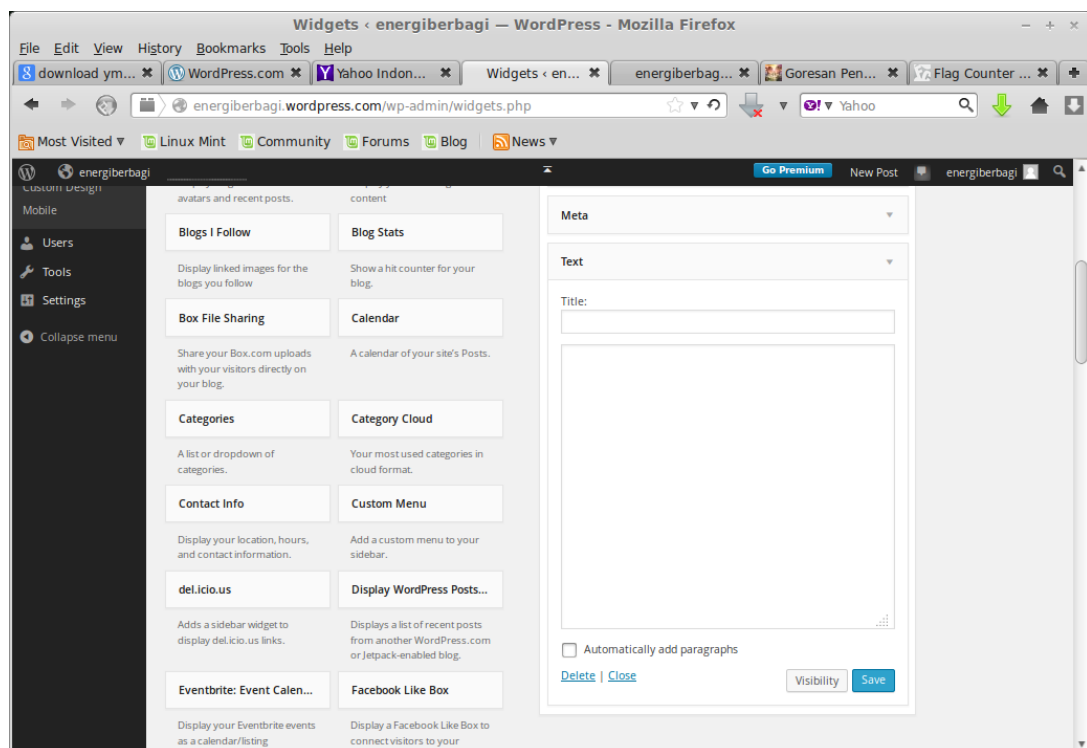 Widgets ‹ energiberbagi — WordPress - Mozilla Firefox
File Edit View History Bookmarks Tools Help
download ym... WordPress.com Yahoo Indon... Widgets ‹ en... energiberbag... Goresan Pen... Flag Counter ...
energiberbagi.wordpress.com/wp-admin/widgets.php Yahoo
Most Visited Linux Mint Community Forums Blog News
energiberbagi Go Premium New Post energiberbagi
Custom Design
Mobile
Users
Tools
Settings
Collapse menu
avatars and recent posts.
content
Blogs I Follow
Blog Stats
Display linked images for the
blogs you follow
Show a hit counter for your
blog.
Box File Sharing
Calendar
Share your Box.com uploads
with your visitors directly on
your blog.
A calendar of your site's Posts.
Categories
Category Cloud
A list or dropdown of
categories.
Your most used categories in
cloud format.
Contact Info
Custom Menu
Display your location, hours,
and contact information.
Add a custom menu to your
sidebar.
del.icio.us
Display WordPress Posts...
Adds a sidebar widget to
display del.icio.us links.
Displays a list of recent posts
from another WordPress.com
or Jetpack-enabled blog.
Eventbrite: Event Calen...
Facebook Like Box
Display your Eventbrite events
as a calendar/listing
Display a Facebook Like Box to
connect visitors to your
Meta
Text
Title:
Automatically add paragraphs
Delete | Close
Visibility
Save